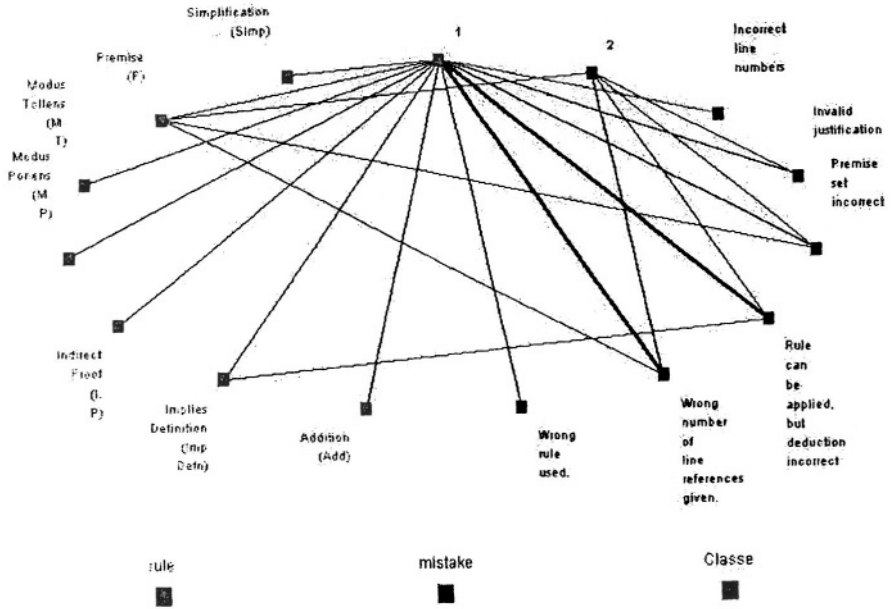 Simplification
(Simp)
1
2
Incorrect
line
numbers
Premise
(P)
Modus
Tollens
(M
T)
Invalid
justification
Modus
Ponens
(M
P)
Premise
set
incorrect
Indirect
Proof
(I.
P)
Implies
Definition
(Imp
Defn)
Addition
(Add)
Wrong
rule
used.
Wrong
number
of
line
references
given.
Rule
can
be
applied,
but
deduction
incorrect
rule
mistake
Classe